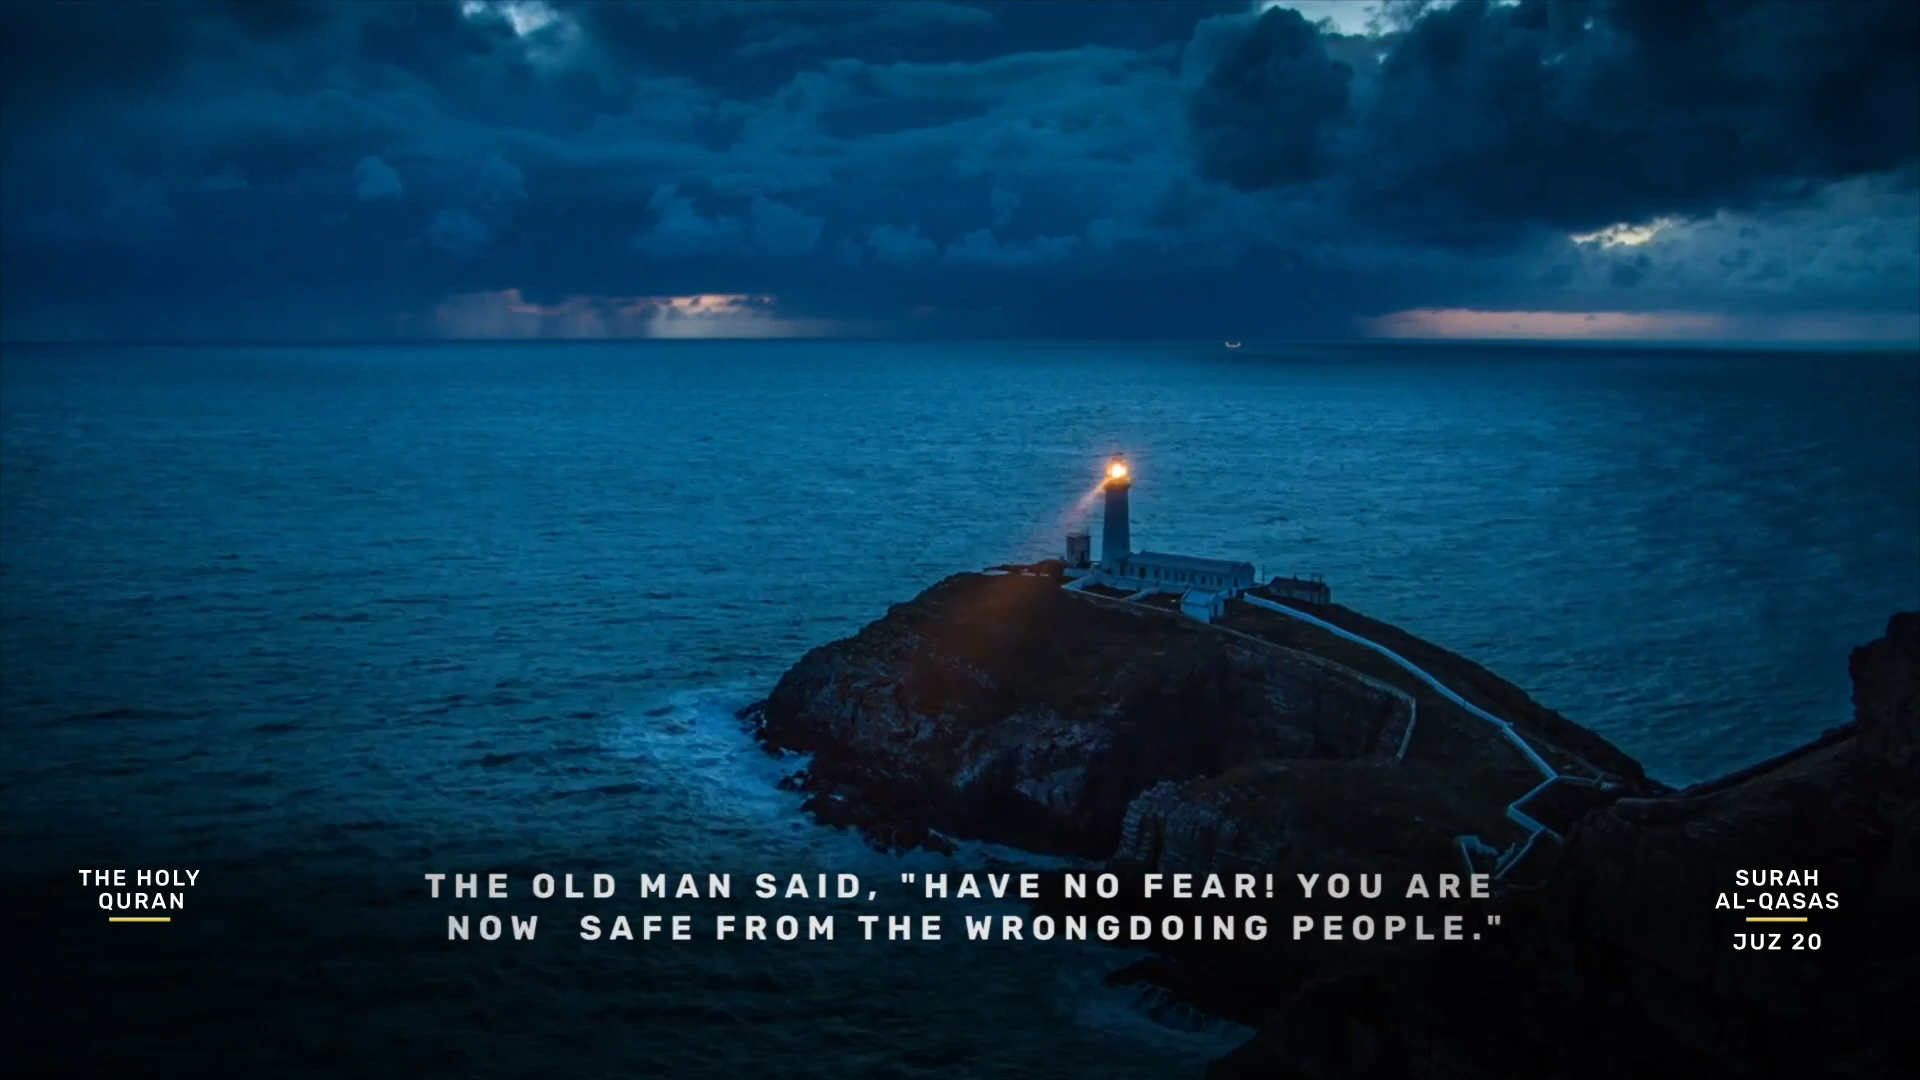 THE HOLY
QURAN
THE OLD MAN SAID, "HAVE NO FEAR! YOU ARE
NOW SAFE FROM THE WRONGDOING PEOPLE."
SURAH
AL-QASAS
JUZ 20